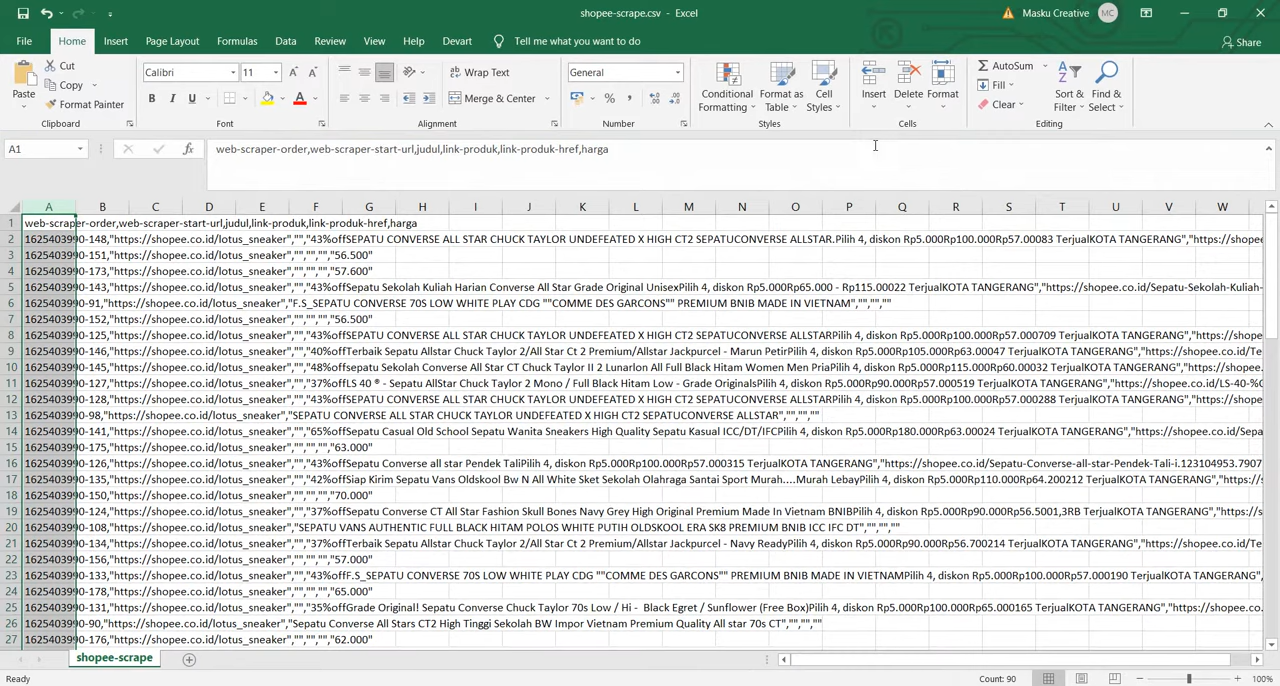 shopee-scrape.csv - Excel
Masku Creative MC
File Home Insert Page Layout Formulas Data Review View Help Devart Tell me what you want to do Share
Paste
Cut
Copy
Format Painter
Clipboard
Calibri 11
B I U
Font
Wrap Text
Merge & Center
Alignment
General
Number
Conditional Formatting
Format as Table
Cell Styles
Styles
Insert Delete Format
Cells
AutoSum
Fill
Clear
Sort & Filter
Find & Select
Editing
A1 fx web-scraper-order,web-scraper-start-url,judul,link-produk,link-produk-href,harga
A B C D E F G H I J K L M N O P Q R S T U V W
1 web-scraper-order,web-scraper-start-url,judul,link-produk,link-produk-href,harga
2 1625403990-148,"https://shopee.co.id/lotus_sneaker","","43%offSEPATU CONVERSE ALL STAR CHUCK TAYLOR UNDEFEATED X HIGH CT2 SEPATUCONVERSE ALLSTAR.Pilih 4, diskon Rp5.000Rp100.000Rp57.00083 TerjualKOTA TANGERANG","https://shope
3 1625403990-151,"https://shopee.co.id/lotus_sneaker","","","","56.500"
4 1625403990-173,"https://shopee.co.id/lotus_sneaker","","","","57.600"
5 1625403990-143,"https://shopee.co.id/lotus_sneaker","","43%offSepatu Sekolah Kuliah Harian Converse All Star Grade Original UnisexPilih 4, diskon Rp5.000Rp65.000 - Rp115.00022 TerjualKOTA TANGERANG","https://shopee.co.id/Sepatu-Sekolah-Kuliah-
6 1625403990-91,"https://shopee.co.id/lotus_sneaker","F.S_SEPATU CONVERSE 70S LOW WHITE PLAY CDG ""COMME DES GARCONS"" PREMIUM BNIB MADE IN VIETNAM","","",""
7 1625403990-152,"https://shopee.co.id/lotus_sneaker","","","","56.500"
8 1625403990-125,"https://shopee.co.id/lotus_sneaker","","43%offSEPATU CONVERSE ALL STAR CHUCK TAYLOR UNDEFEATED X HIGH CT2 SEPATUCONVERSE ALLSTARPilih 4, diskon Rp5.000Rp100.000Rp57.000709 TerjualKOTA TANGERANG","https://shop
9 1625403990-146,"https://shopee.co.id/lotus_sneaker","","40%offTerbaik Sepatu Allstar Chuck Taylor 2/All Star Ct 2 Premium/Allstar Jackpurcel - Marun PetirPilih 4, diskon Rp5.000Rp105.000Rp63.00047 TerjualKOTA TANGERANG","https://shope
10 1625403990-145,"https://shopee.co.id/lotus_sneaker","","48%offsepatu Sekolah Converse All Star CT Taylor II 2 Lunarlon All Full Black Hitam Women Men PriaPilih 4, diskon Rp5.000Rp115.000Rp60.00032 TerjualKOTA TANGERANG","https://shop
11 1625403990-127,"https://shopee.co.id/lotus_sneaker","","37%offLS 40 ® - Sepatu AllStar Chuck Taylor 2 Mono / Full Black Hitam Low - Grade OriginalsPilih 4, diskon Rp5.000Rp90.000Rp57.000519 TerjualKOTA TANGERANG","https://shopee.co.id/LS-40-%C
12 1625403990-128,"https://shopee.co.id/lotus_sneaker","","43%offSEPATU CONVERSE ALL STAR CHUCK TAYLOR UNDEFEATED X HIGH CT2 SEPATUCONVERSE ALLSTARPilih 4, diskon Rp5.000Rp100.000Rp57.000288 TerjualKOTA TANGERANG","https://shop
13 1625403990-98,"https://shopee.co.id/lotus_sneaker","SEPATU CONVERSE ALL STAR CHUCK TAYLOR UNDEFEATED X HIGH CT2 SEPATUCONVERSE ALLSTAR","","",""
14 1625403990-141,"https://shopee.co.id/lotus_sneaker","","65%offSepatu Casual Old School Sepatu Wanita Sneakers High Quality Sepatu Kasual ICC/DT/IFCPilih 4, diskon Rp5.000Rp180.000Rp63.00024 TerjualKOTA TANGERANG","https://shopee.co.id/Sepa
15 1625403990-175,"https://shopee.co.id/lotus_sneaker","","","","63.000"
16 1625403990-126,"https://shopee.co.id/lotus_sneaker","","43%offSepatu Converse all star Pendek TaliPilih 4, diskon Rp5.000Rp100.000Rp57.000315 TerjualKOTA TANGERANG","https://shopee.co.id/Sepatu-Converse-all-star-Pendek-Tali-i.123104953.7907
17 1625403990-135,"https://shopee.co.id/lotus_sneaker","","42%offSiap Kirim Sepatu Vans Oldskool Bw N All White Sket Sekolah Olahraga Santai Sport Murah....Murah LebayPilih 4, diskon Rp5.000Rp110.000Rp64.200212 TerjualKOTA TANGERANG","https://shopee
18 1625403990-150,"https://shopee.co.id/lotus_sneaker","","","","70.000"
19 1625403990-124,"https://shopee.co.id/lotus_sneaker","","37%offSepatu Converse CT All Star Fashion Skull Bones Navy Grey High Original Premium Made In Vietnam BNIBPilih 4, diskon Rp5.000Rp90.000Rp56.5001,3RB TerjualKOTA TANGERANG","https://shop
20 1625403990-108,"https://shopee.co.id/lotus_sneaker","SEPATU VANS AUTHENTIC FULL BLACK HITAM POLOS WHITE PUTIH OLDSKOOL ERA SK8 PREMIUM BNIB ICC IFC DT","","",""
21 1625403990-134,"https://shopee.co.id/lotus_sneaker","","37%offTerbaik Sepatu Allstar Chuck Taylor 2/All Star Ct 2 Premium/Allstar Jackpurcel - Navy ReadyPilih 4, diskon Rp5.000Rp90.000Rp56.700214 TerjualKOTA TANGERANG","https://shopee
22 1625403990-156,"https://shopee.co.id/lotus_sneaker","","","","57.000"
23 1625403990-133,"https://shopee.co.id/lotus_sneaker","","43%offF.S_SEPATU CONVERSE 70S LOW WHITE PLAY CDG ""COMME DES GARCONS"" PREMIUM BNIB MADE IN VIETNAMPilih 4, diskon Rp5.000Rp100.000Rp57.000190 TerjualKOTA TANGERANG",
24 1625403990-178,"https://shopee.co.id/lotus_sneaker","","","","65.000"
25 1625403990-131,"https://shopee.co.id/lotus_sneaker","","35%offGrade Original! Sepatu Converse Chuck Taylor 70s Low / Hi - Black Egret / Sunflower (Free Box)Pilih 4, diskon Rp5.000Rp100.000Rp65.000165 TerjualKOTA TANGERANG","https://shope
26 1625403990-90,"https://shopee.co.id/lotus_sneaker","Sepatu Converse All Stars CT2 High Tinggi Sekolah BW Impor Vietnam Premium Quality All star 70s CT","","",""
27 1625403990-176,"https://shopee.co.id/lotus_sneaker","","","","62.000"
shopee-scrape
Ready Count: 90 100%